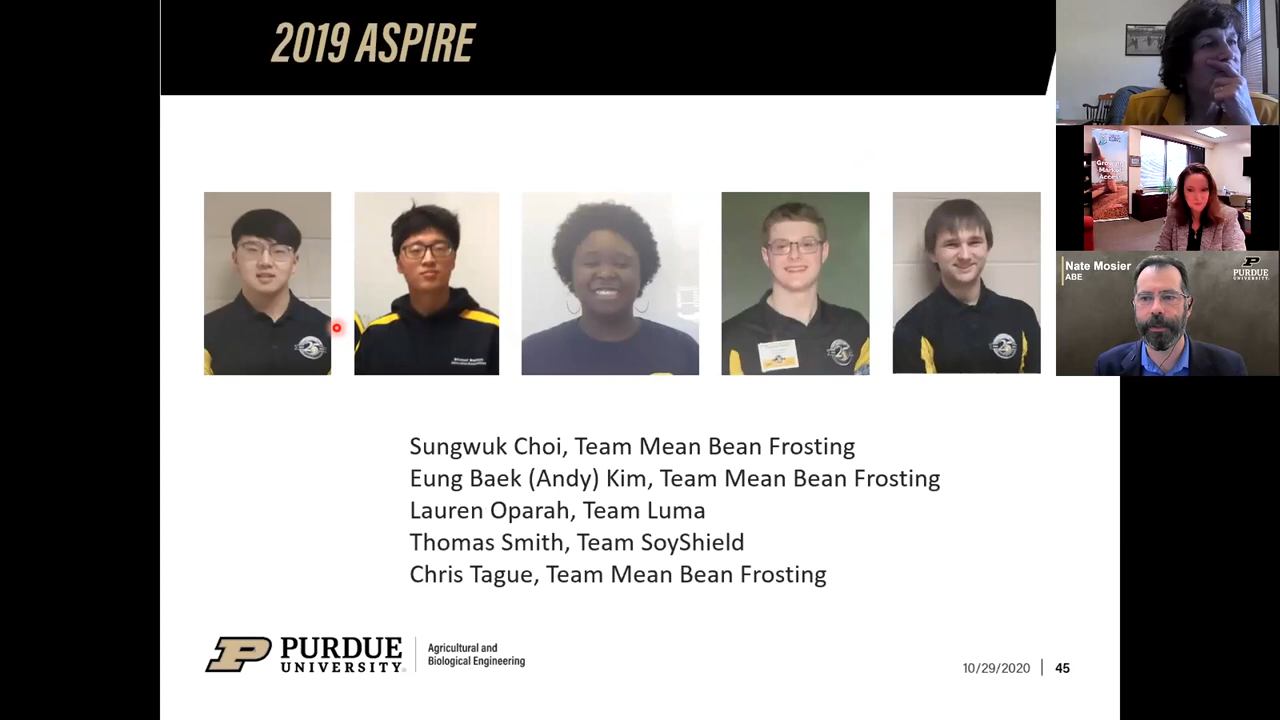 2019 ASPIRE
Nate Mosier
ABE
PURDUE
UNIVERSITY
Sungwuk Choi, Team Mean Bean Frosting
Eung Baek (Andy) Kim, Team Mean Bean Frosting
Lauren Oparah, Team Luma
Thomas Smith, Team SoyShield
Chris Tague, Team Mean Bean Frosting
PURDUE
UNIVERSITY
Agricultural and
Biological Engineering
10/29/2020
45